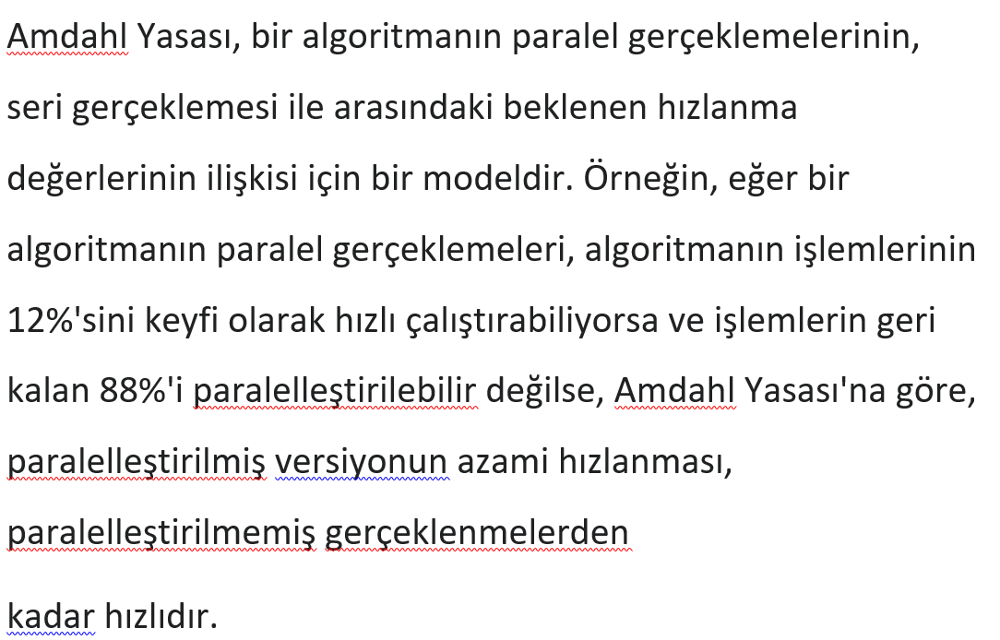 Amdahl Yasası, bir algoritmanın paralel gerçeklemelerinin,
seri gerçeklemesi ile arasındaki beklenen hızlanma
değerlerinin ilişkisi için bir modeldir. Örneğin, eğer bir
algoritmanın paralel gerçeklemeleri, algoritmanın işlemlerinin
12%'sini keyfi olarak hızlı çalıştırabiliyorsa ve işlemlerin geri
kalan 88%'i paralelleştirilebilir değilse, Amdahl Yasası'na göre,
paralelleştirilmiş versiyonun azami hızlanması,
paralelleştirilmemiş gerçeklenmelerden
kadar hızlıdır.